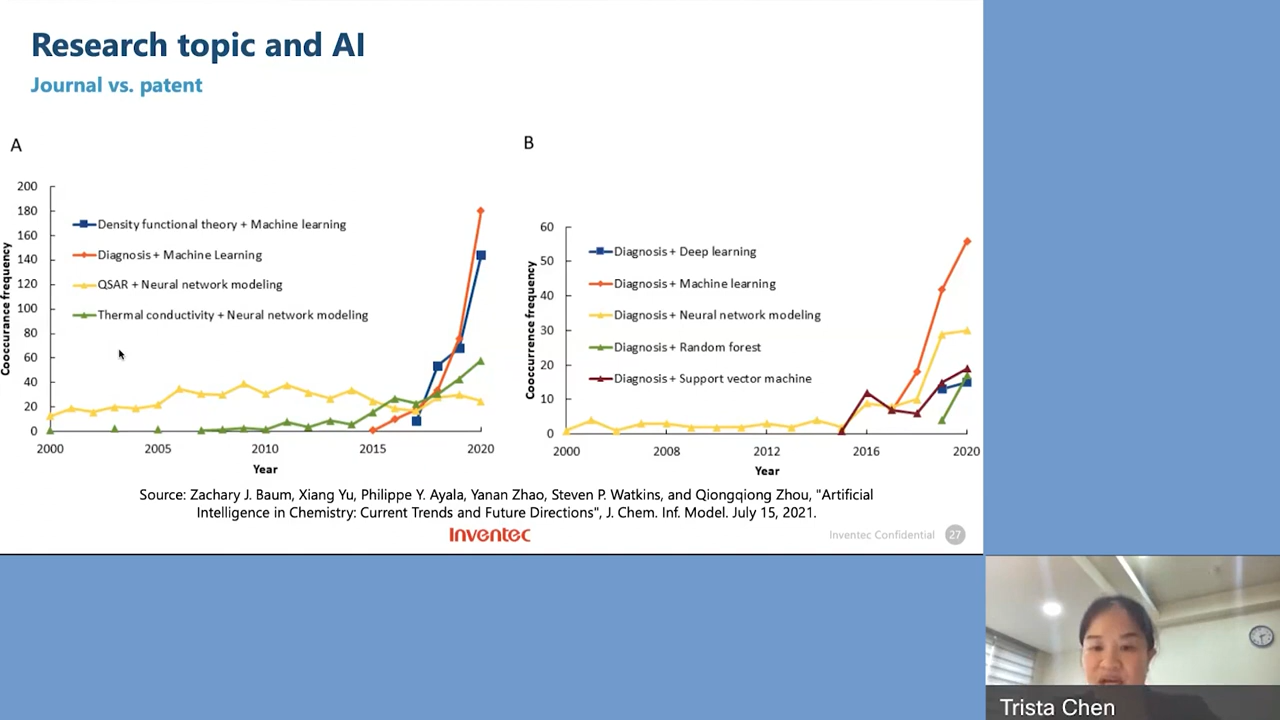 Research topic and AI
Journal vs. patent
A
Cooccurance frequency
200
180
160
140
120
100
80
60
40
20
0
Density functional theory + Machine learning
Diagnosis + Machine Learning
QSAR + Neural network modeling
Thermal conductivity + Neural network modeling
2000
2005
2010
2015
2020
Year
B
Cooccurrence frequency
60
50
40
30
20
10
0
Diagnosis + Deep learning
Diagnosis + Machine learning
Diagnosis + Neural network modeling
Diagnosis + Random forest
Diagnosis + Support vector machine
2000
2008
2012
2016
2020
Year
Source: Zachary J. Baum, Xiang Yu, Philippe Y. Ayala, Yanan Zhao, Steven P. Watkins, and Qiongqiong Zhou, "Artificial
Intelligence in Chemistry: Current Trends and Future Directions", J. Chem. Inf. Model. July 15, 2021.
Inventec
Inventec Confidential 27
Trista Chen